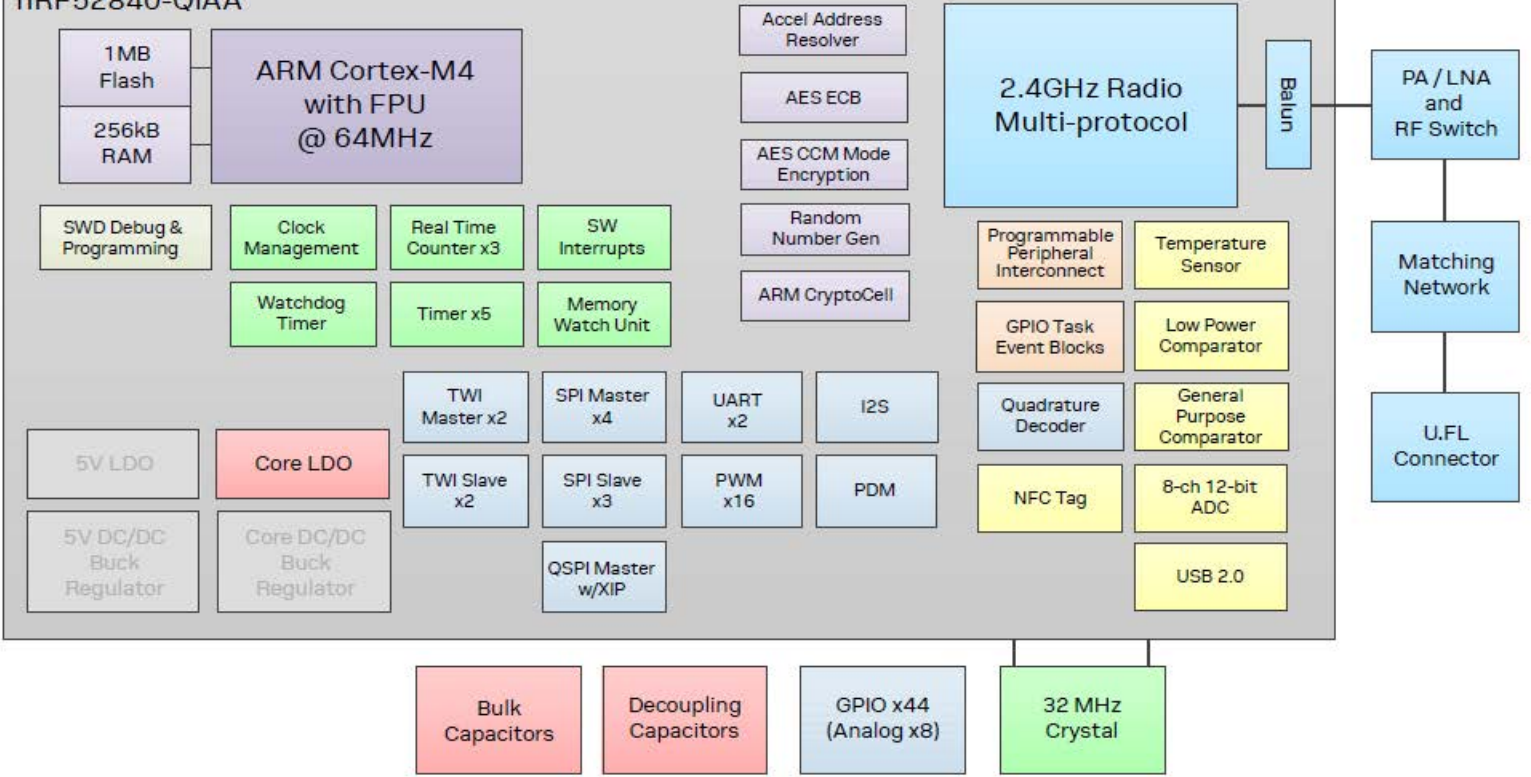 nRF52840-QIAA
1MB
Flash
256kB
RAM
ARM Cortex-M4
with FPU
@ 64MHz
Accel Address
Resolver
AES ECB
AES CCM Mode
Encryption
Random
Number Gen
ARM CryptoCell
2.4GHz Radio
Multi-protocol
Balun
PA / LNA
and
RF Switch
Matching
Network
U.FL
Connector
SWD Debug &
Programming
Clock
Management
Real Time
Counter x3
SW
Interrupts
Watchdog
Timer
Timer x5
Memory
Watch Unit
Programmable
Peripheral
Interconnect
Temperature
Sensor
GPIO Task
Event Blocks
Low Power
Comparator
Quadrature
Decoder
General
Purpose
Comparator
NFC Tag
8-ch 12-bit
ADC
USB 2.0
TWI
Master x2
SPI Master
x4
UART
x2
I2S
TWI Slave
x2
SPI Slave
x3
PWM
x16
PDM
QSPI Master
w/XIP
5V LDO
Core LDO
5V DC/DC
Buck
Regulator
Core DC/DC
Buck
Regulator
Bulk
Capacitors
Decoupling
Capacitors
GPIO x44
(Analog x8)
32 MHz
Crystal